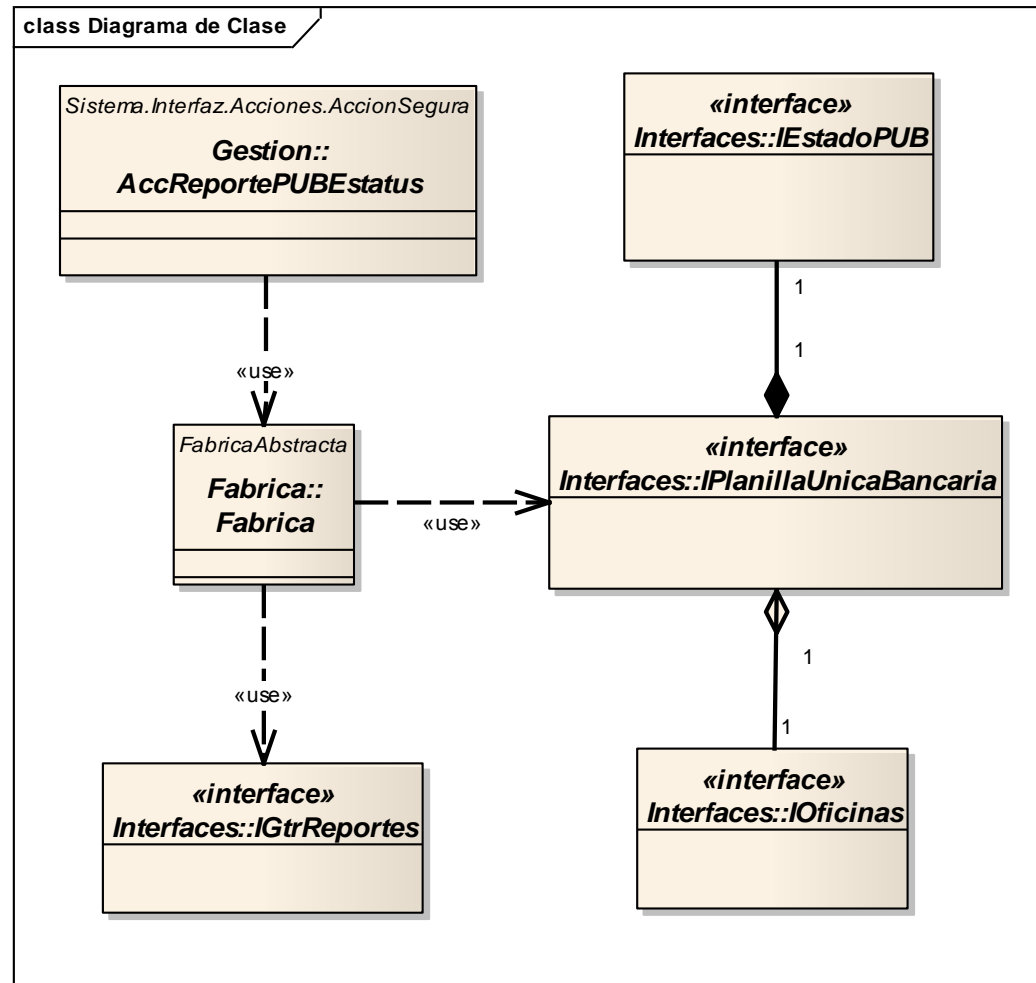 class Diagrama de Clase
Sistema.Interfaz.Acciones.AccionSegura
Gestion::
AccReportePUBEstatus
«interface»
Interfaces::IEstadoPUB
1
1
«use»
FabricaAbstracta
Fabrica::
Fabrica
«use»
«interface»
Interfaces::IPlanillaUnicaBancaria
«use»
1
1
«interface»
Interfaces::IGtrReportes
«interface»
Interfaces::IOficinas